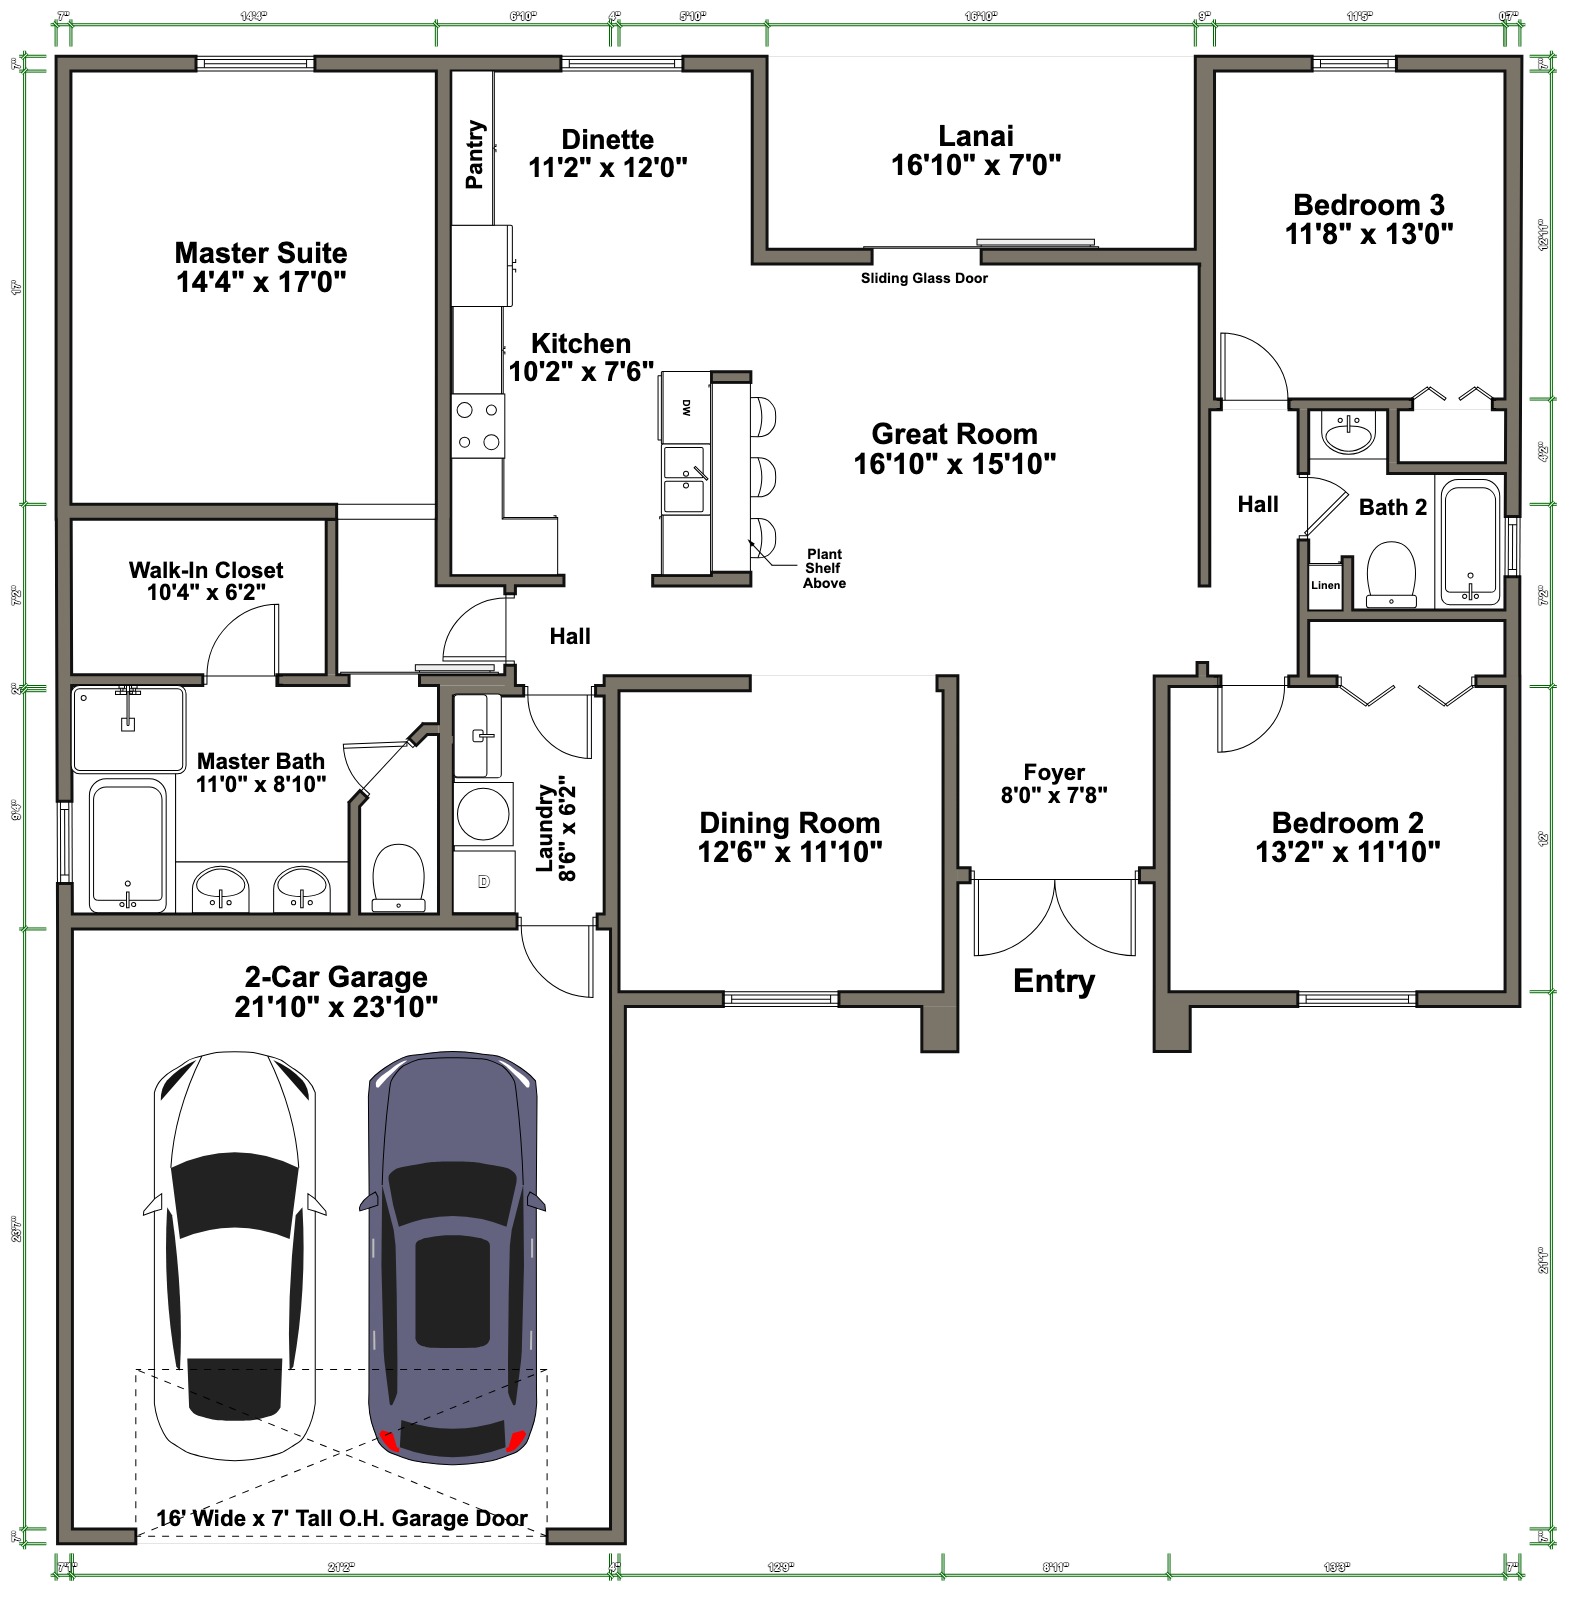 7"
14'4"
6'10"
4"
5'10"
16'10"
9"
11'5"
7"
7"
Dinette
11'2" x 12'0"
Pantry
Lanai
16'10" x 7'0"
Bedroom 3
11'8" x 13'0"
12'11"
Master Suite
14'4" x 17'0"
17'
Sliding Glass Door
Kitchen
10'2" x 7'6"
DW
Great Room
16'10" x 15'10"
4'2"
Hall
Bath 2
Plant
Shelf
Above
Linen
Walk-In Closet
10'4" x 6'2"
7'2"
7'2"
Hall
2"
Master Bath
11'0" x 8'10"
9'4"
Laundry
8'6" x 6'2"
D
Dining Room
12'6" x 11'10"
Foyer
8'0" x 7'8"
Bedroom 2
13'2" x 11'10"
12'
Entry
2-Car Garage
21'10" x 23'10"
23'7"
21'1"
16' Wide x 7' Tall O.H. Garage Door
7"
7"
21'2"
4"
12'9"
8'11"
13'3"
7"